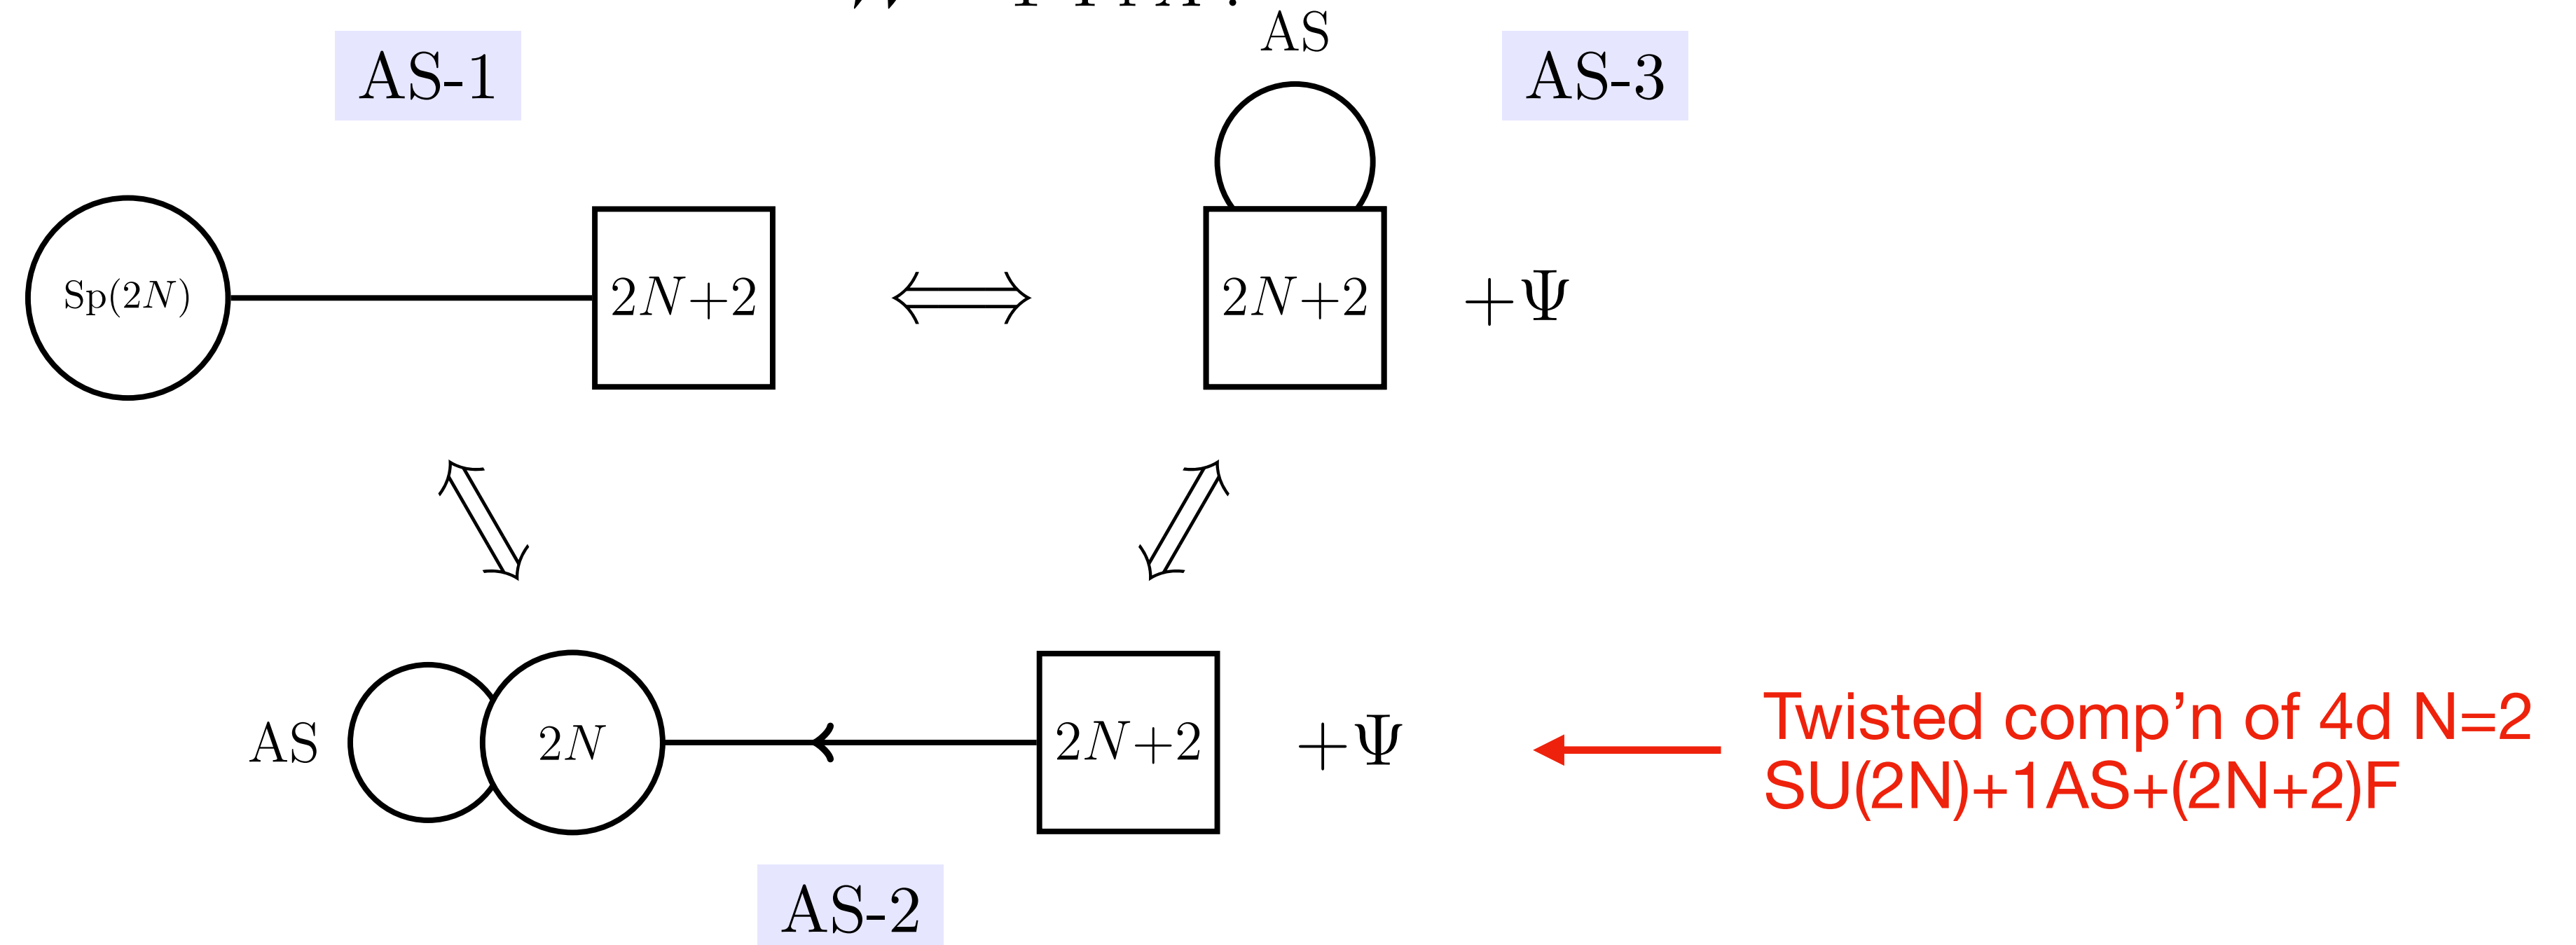 AS
AS-1
AS-3
Sp(2N)
2N+2
2N+2
+Ψ
AS
2N
2N+2
+Ψ
Twisted comp’n of 4d N=2
SU(2N)+1AS+(2N+2)F
AS-2